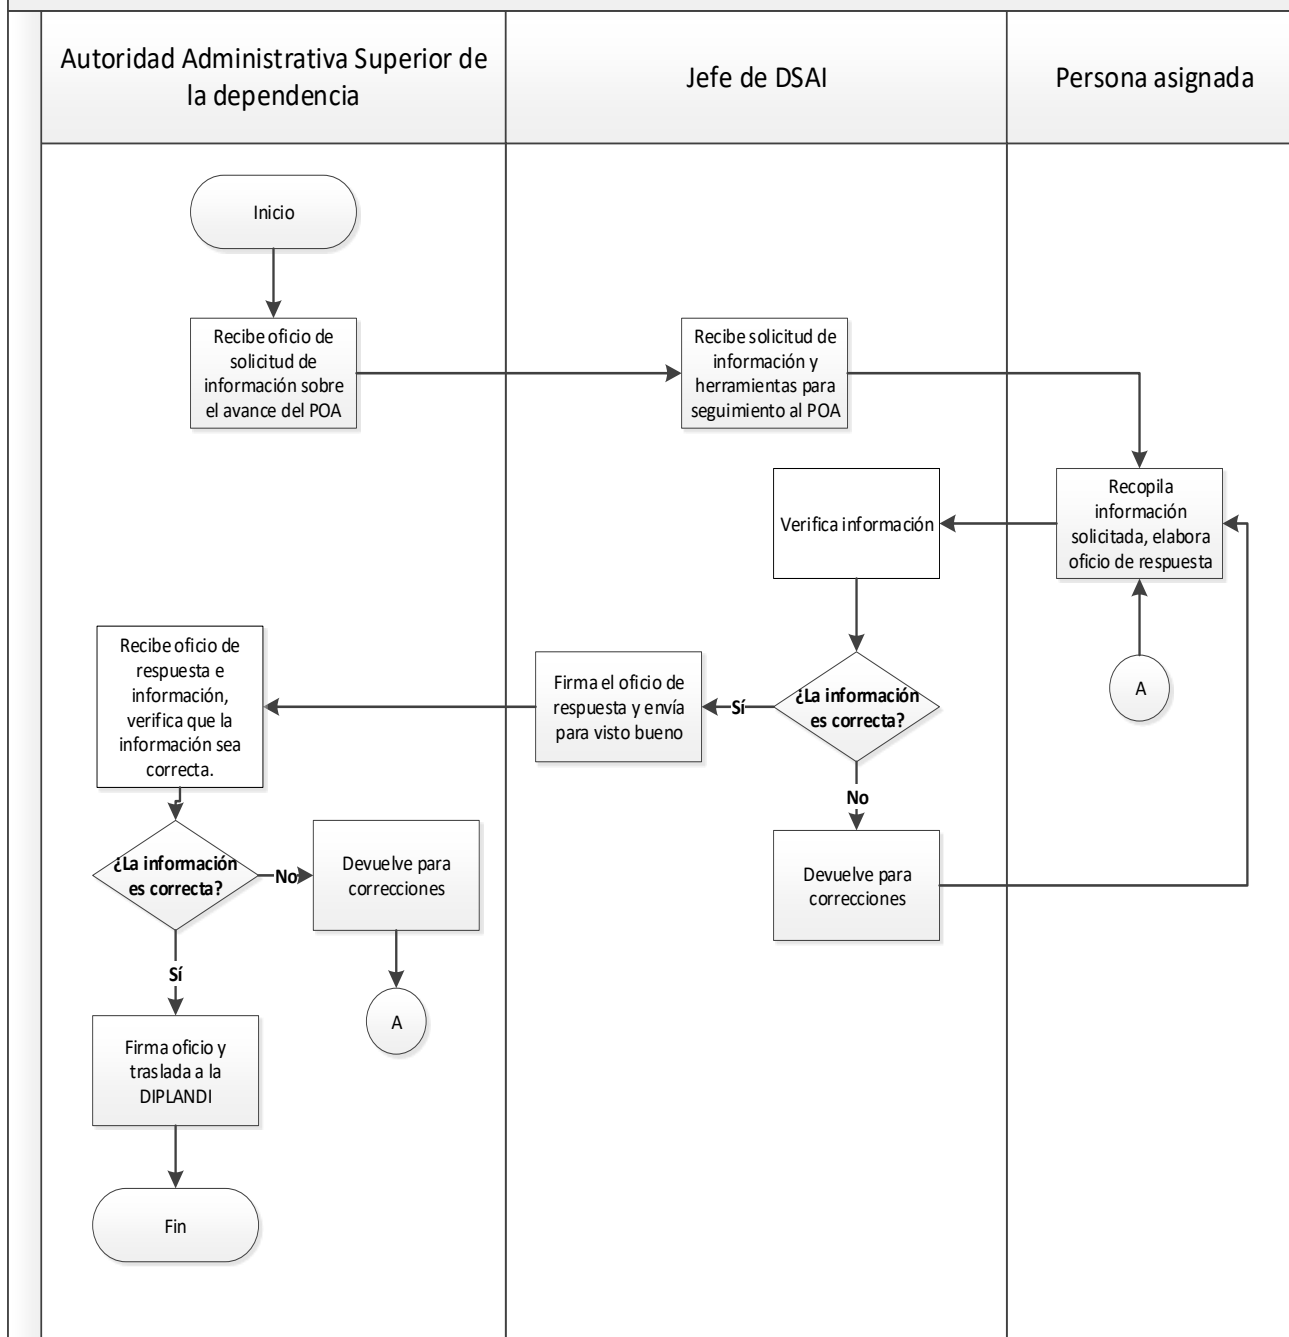 Autoridad Administrativa Superior de
la dependencia
Jefe de DSAI
Persona asignada
Inicio
Recibe oficio de
solicitud de
información sobre
el avance del POA
Recibe solicitud de
información y
herramientas para
seguimiento al POA
Recopila
información
solicitada, elabora
oficio de respuesta
Verifica información
A
¿La información
es correcta?
Sí
No
Firma el oficio de
respuesta y envía
para visto bueno
Devuelve para
correcciones
Recibe oficio de
respuesta e
información,
verifica que la
información sea
correcta.
¿La información
es correcta?
No
Devuelve para
correcciones
A
Sí
Firma oficio y
traslada a la
DIPLANDI
Fin